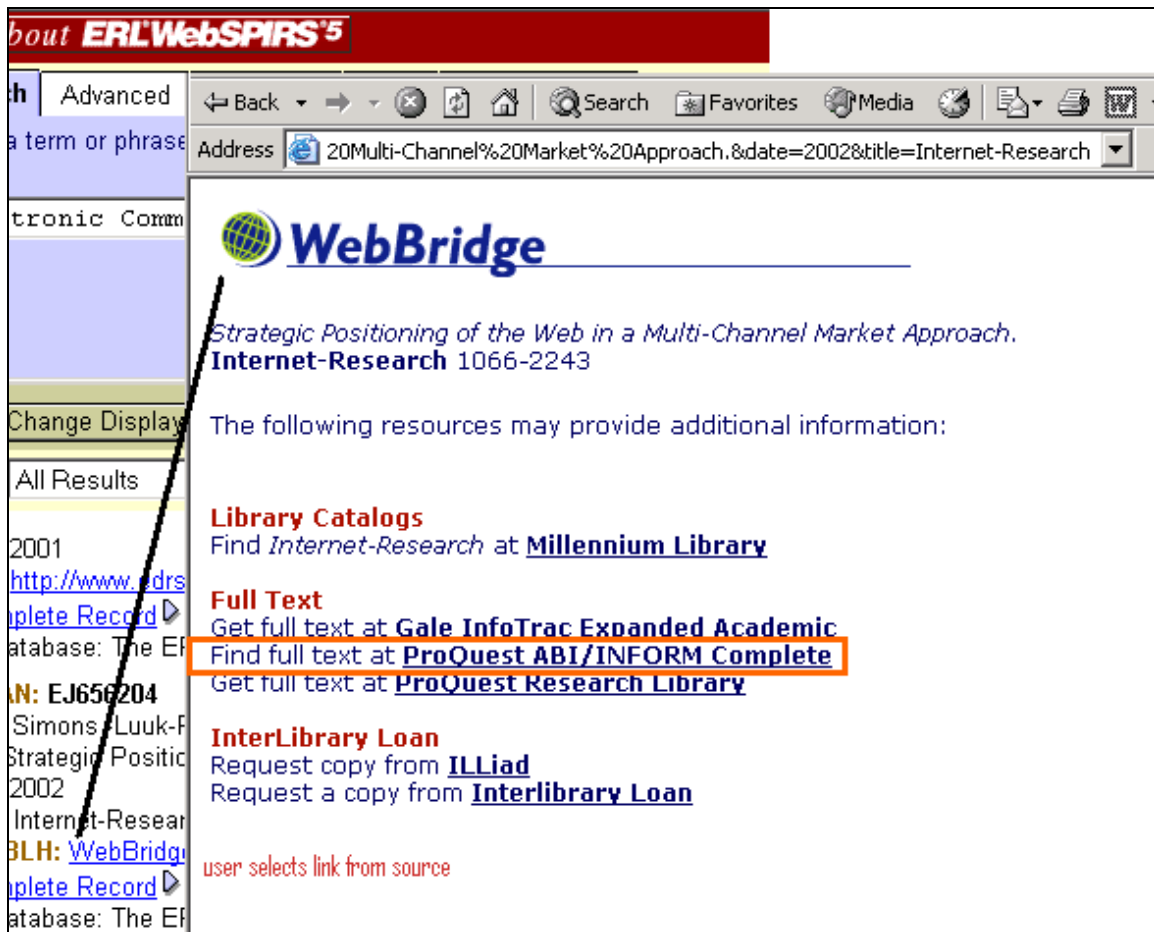 bout ERL WebSPIRS 5
ch Advanced
a term or phrase
tronic Comm
Change Display
All Results
2001
http://www.edrs
plete Record
atabase: The ER
AN: EJ656204
Simons, Luuk-P
Strategic Positio
2002
Internet-Resear
BLH: WebBridge
plete Record
atabase: The ER
Back Search Favorites Media
Address 20Multi-Channel%20Market%20Approach.&date=2002&title=Internet-Research
WebBridge
Strategic Positioning of the Web in a Multi-Channel Market Approach.
Internet-Research 1066-2243
The following resources may provide additional information:
Library Catalogs
Find Internet-Research at Millennium Library
Full Text
Get full text at Gale InfoTrac Expanded Academic
Find full text at ProQuest ABI/INFORM Complete
Get full text at ProQuest Research Library
InterLibrary Loan
Request copy from ILLiad
Request a copy from Interlibrary Loan
user selects link from source